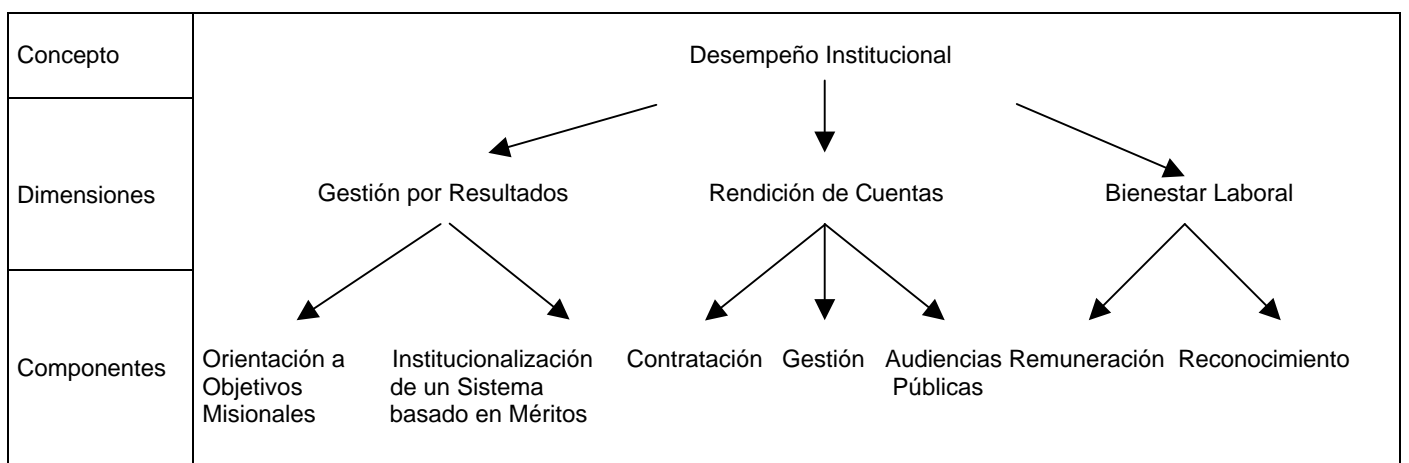 Concepto
Desempeño Institucional
Dimensiones
Gestión por Resultados
Rendición de Cuentas
Bienestar Laboral
Componentes
Orientación a
Objetivos
Misionales
Institucionalización
de un Sistema
basado en Méritos
Contratación
Gestión
Audiencias
Públicas
Remuneración
Reconocimiento